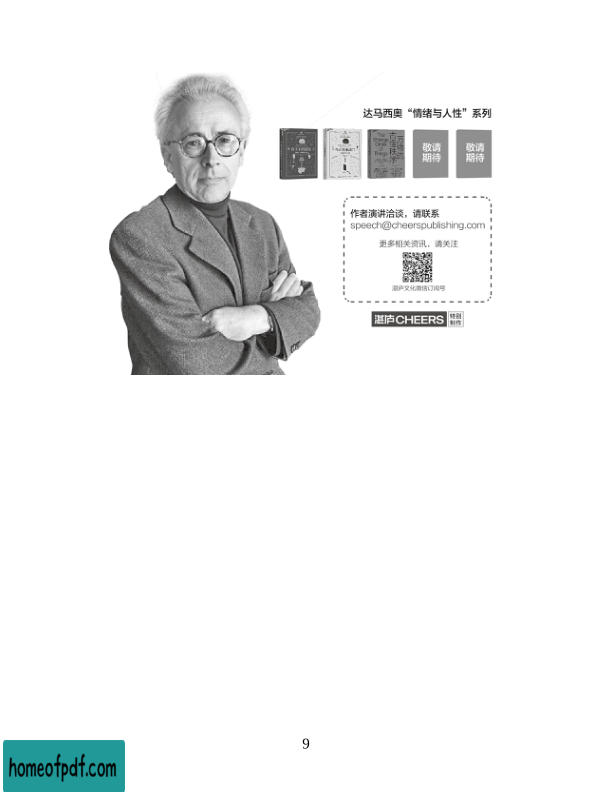 达马西奥“情绪与人性”系列
敬请
期待
敬请
期待
作者演讲洽谈，请联系
speech@cheerspublishing.com
更多相关资讯，请关注
湛庐文化微信订阅号
湛庐CHEERS
特别
制作
9
homeofpdf.com